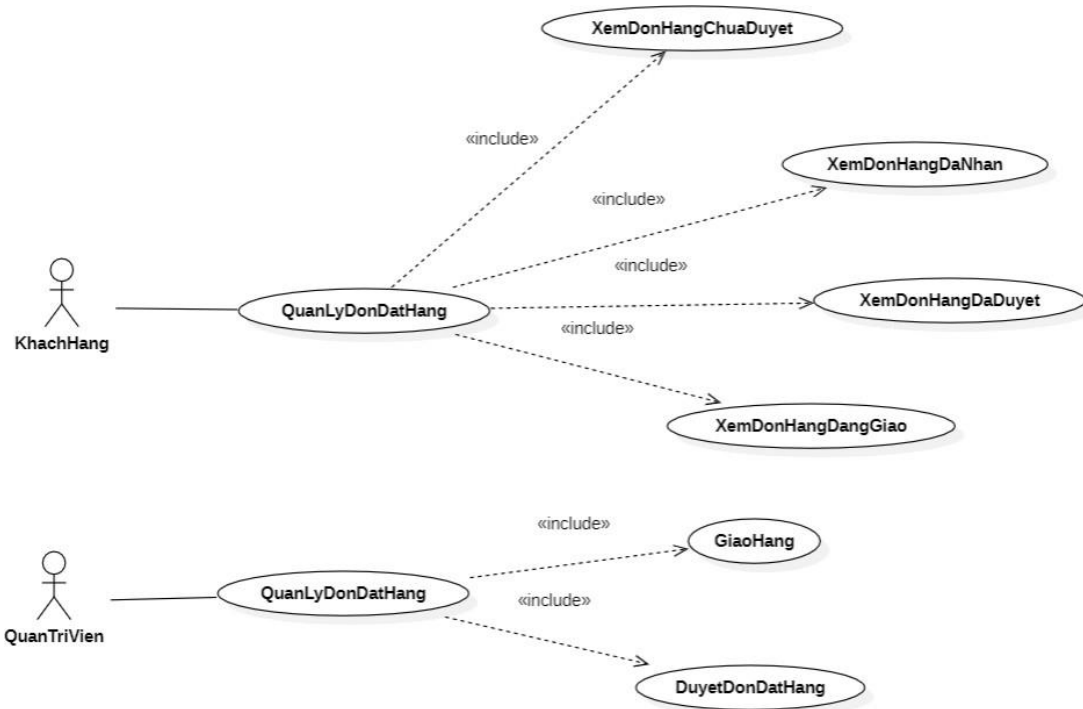 XemDonHangChuaDuyet
«include»
XemDonHangDaNhan
«include»
«include»
XemDonHangDaDuyet
QuanLyDonDatHang
«include»
KhachHang
XemDonHangDangGiao
«include»
GiaoHang
QuanLyDonDatHang
«include»
QuanTriVien
DuyetDonDatHang